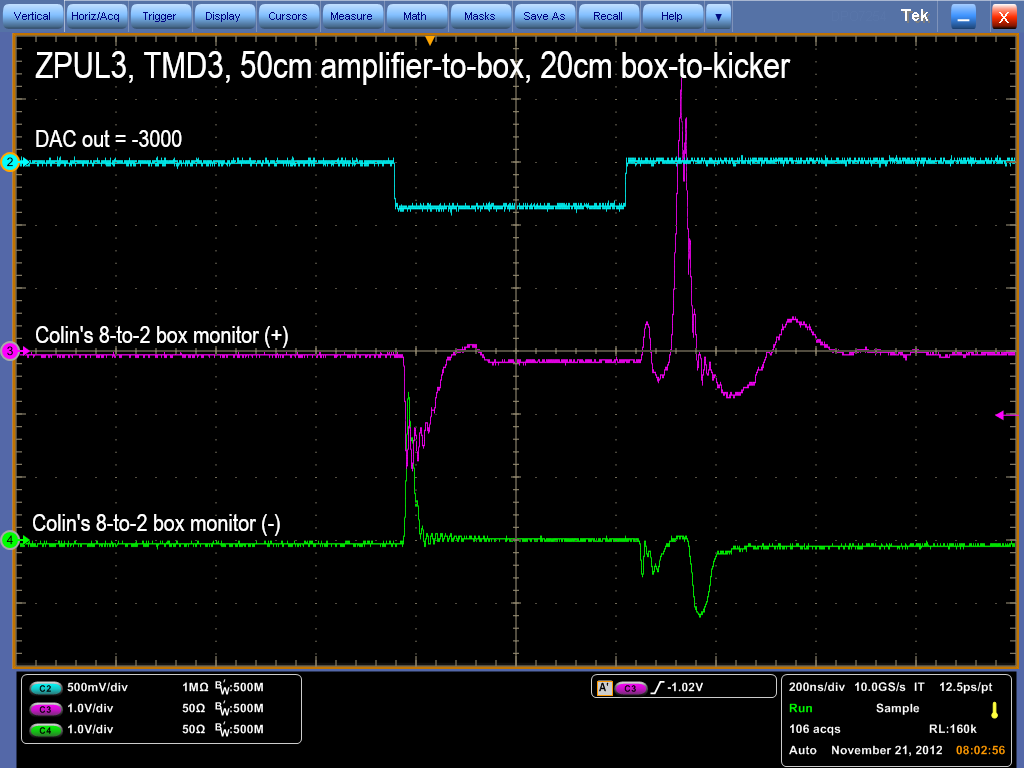 Vertical Horiz/Acq Trigger Display Cursors Measure Math Masks Save As Recall Help Tek X
ZPUL3, TMD3, 50cm amplifier-to-box, 20cm box-to-kicker
DAC out = -3000
2
Colin's 8-to-2 box monitor (+)
3
Colin's 8-to-2 box monitor (-)
4
C2 500mV/div 1MΩ BW:500M
C3 1.0V/div 50Ω BW:500M
C4 1.0V/div 50Ω BW:500M
A' C3 -1.02V
200ns/div 10.0GS/s IT 12.5ps/pt
Run Sample
106 acqs RL:160k
Auto November 21, 2012 08:02:56